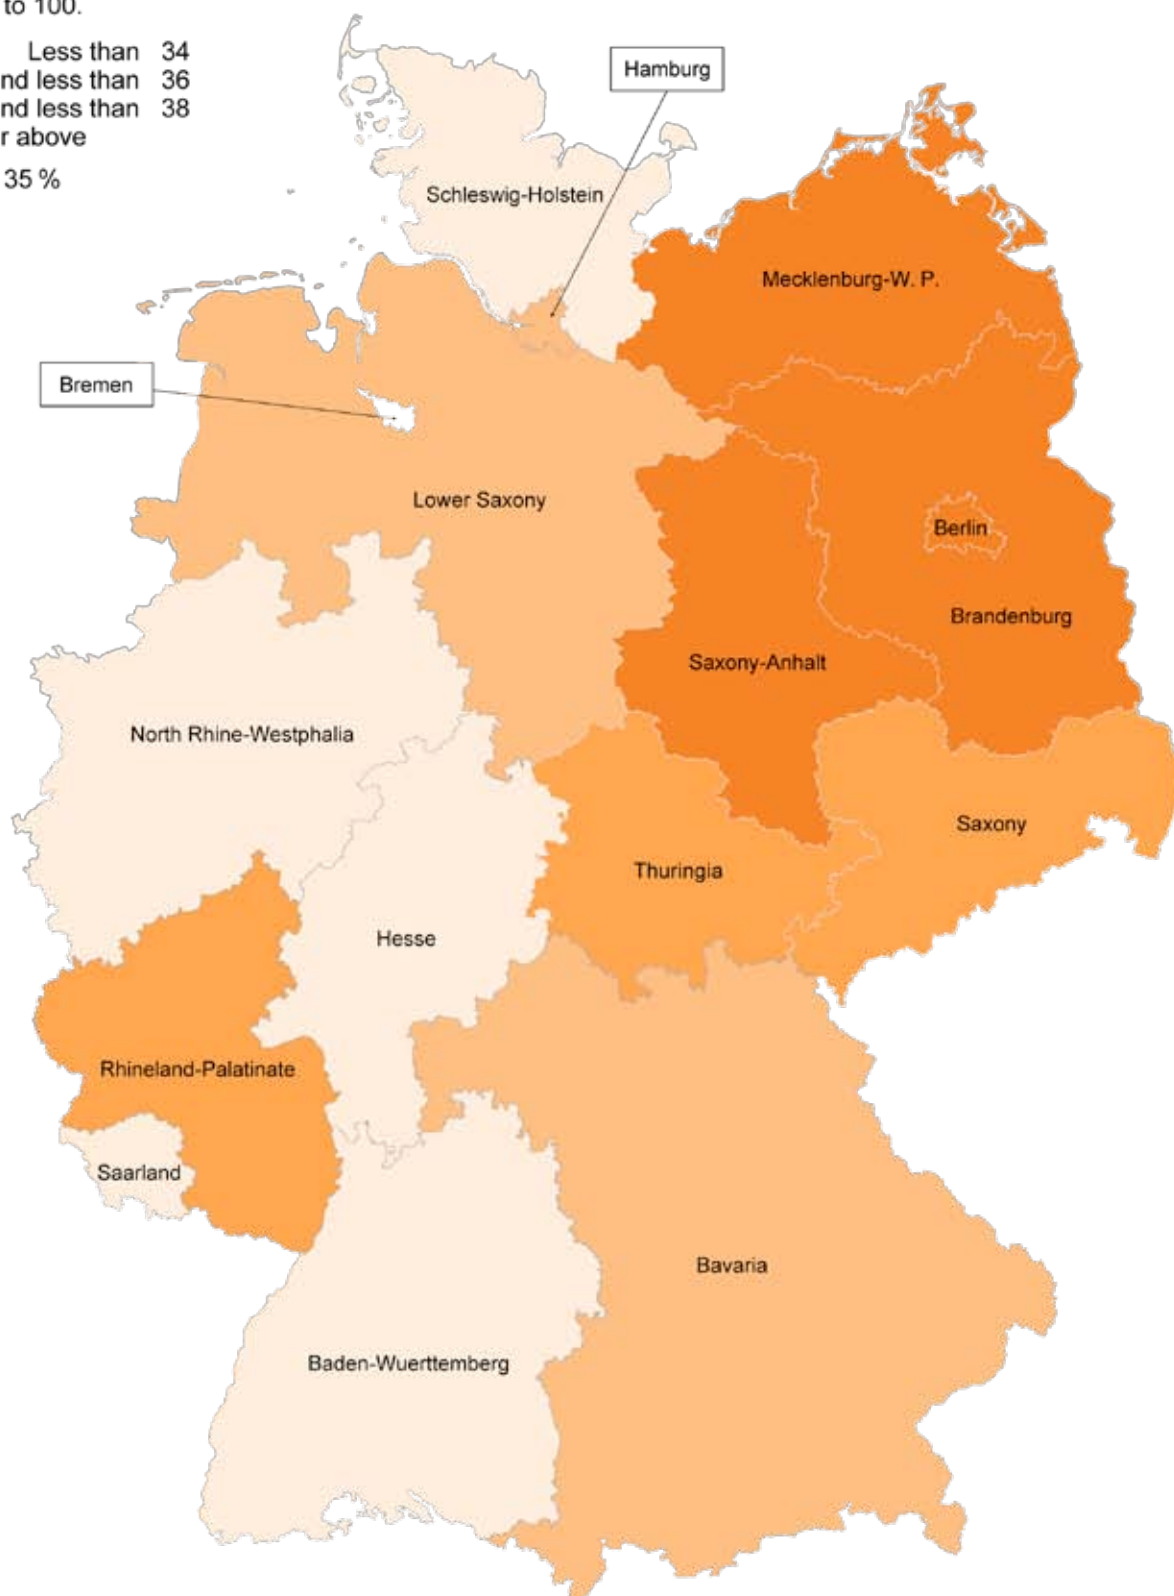 to 100.
Less than 34
nd less than 36
nd less than 38
r above
35 %
Hamburg
Schleswig-Holstein
Mecklenburg-W. P.
Bremen
Lower Saxony
Berlin
Brandenburg
Saxony-Anhalt
North Rhine-Westphalia
Saxony
Thuringia
Hesse
Rhineland-Palatinate
Saarland
Bavaria
Baden-Wuerttemberg